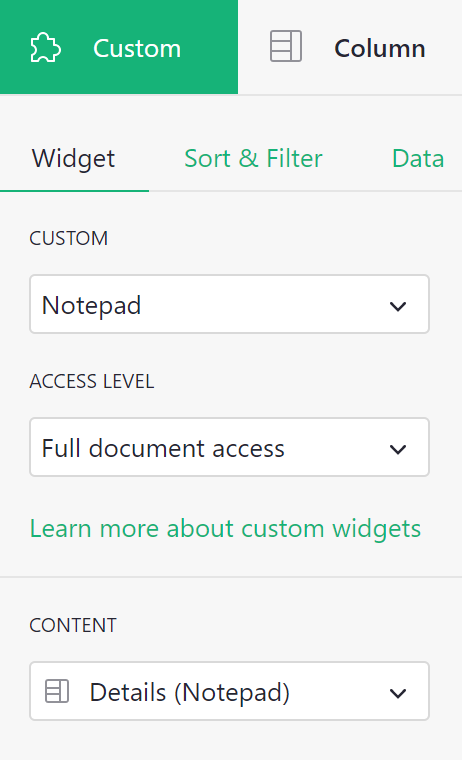 Custom Column
Widget Sort & Filter Data
CUSTOM
Notepad
ACCESS LEVEL
Full document access
Learn more about custom widgets
CONTENT
Details (Notepad)